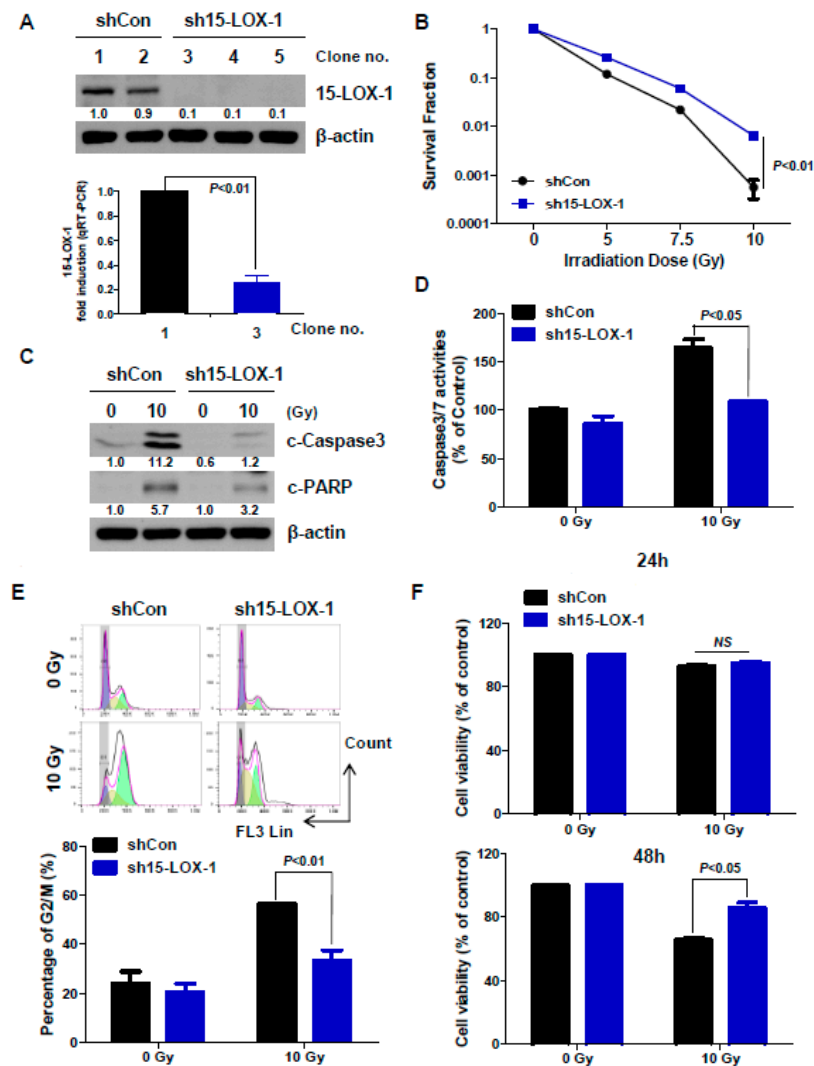 A
shCon sh15-LOX-1
1 2 3 4 5 Clone no.
15-LOX-1
1.0 0.9 0.1 0.1 0.1
β-actin
15-LOX-1
fold induction (qRT-PCR)
1.0
0.8
0.6
0.4
0.2
0.0
P<0.01
1 3 Clone no.
B
Survival Fraction
1
0.1
0.01
0.001
0.0001
shCon
sh15-LOX-1
P<0.01
0 5 7.5 10
Irradiation Dose (Gy)
C
shCon sh15-LOX-1
0 10 0 10 (Gy)
c-Caspase3
1.0 11.2 0.6 1.2
c-PARP
1.0 5.7 1.0 3.2
β-actin
D
shCon
sh15-LOX-1
Caspase3/7 activities
(% of Control)
200
150
100
50
0
P<0.05
0 Gy 10 Gy
E
shCon sh15-LOX-1
0 Gy
10 Gy
Count
FL3 Lin
shCon
sh15-LOX-1
Percentage of G2/M (%)
80
60
40
20
0
P<0.01
0 Gy 10 Gy
F
24h
shCon
sh15-LOX-1
Cell viability (% of control)
120
80
40
0
NS
0 Gy 10 Gy
48h
Cell viability (% of control)
120
80
40
0
P<0.05
0 Gy 10 Gy